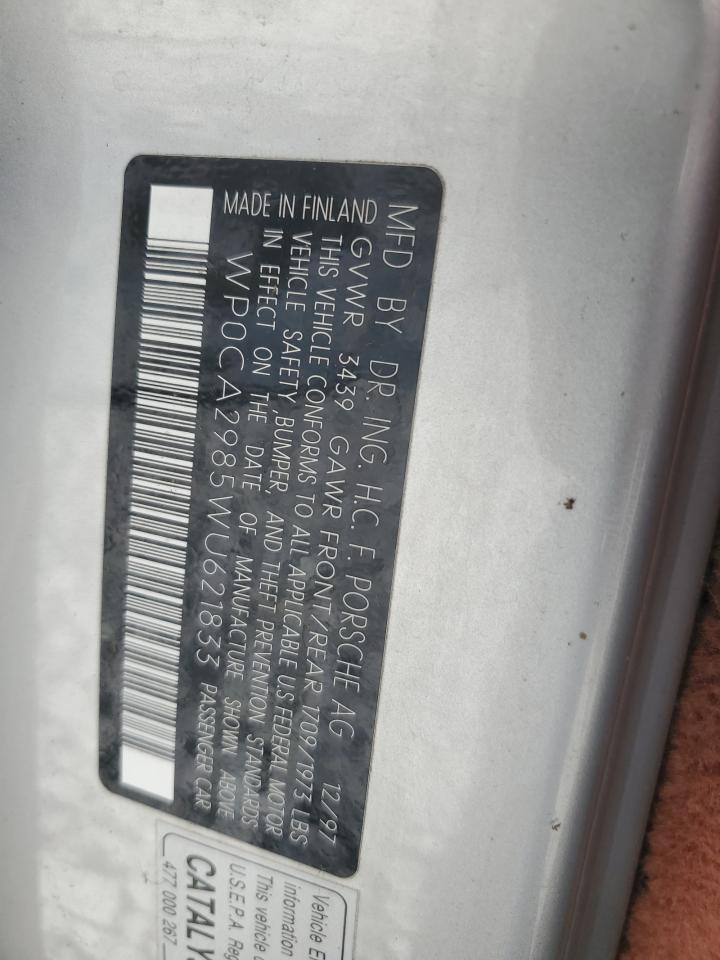 MFD BY DR. ING. H.C. F. PORSCHE AG 12/97
GVWR 3439 GAWR FRONT/REAR 1709/1973 LBS
THIS VEHICLE CONFORMS TO ALL APPLICABLE U.S FEDERAL MOTOR
VEHICLE SAFETY, BUMPER, AND THEFT PREVENTION STANDARDS
IN EFFECT ON THE DATE OF MANUFACTURE SHOWN ABOVE
MADE IN FINLAND
WP0CA2985WU621833 PASSENGER CAR
Vehicle
information
This vehicle
U.S.E.P.A.
CATALY
477 000 267